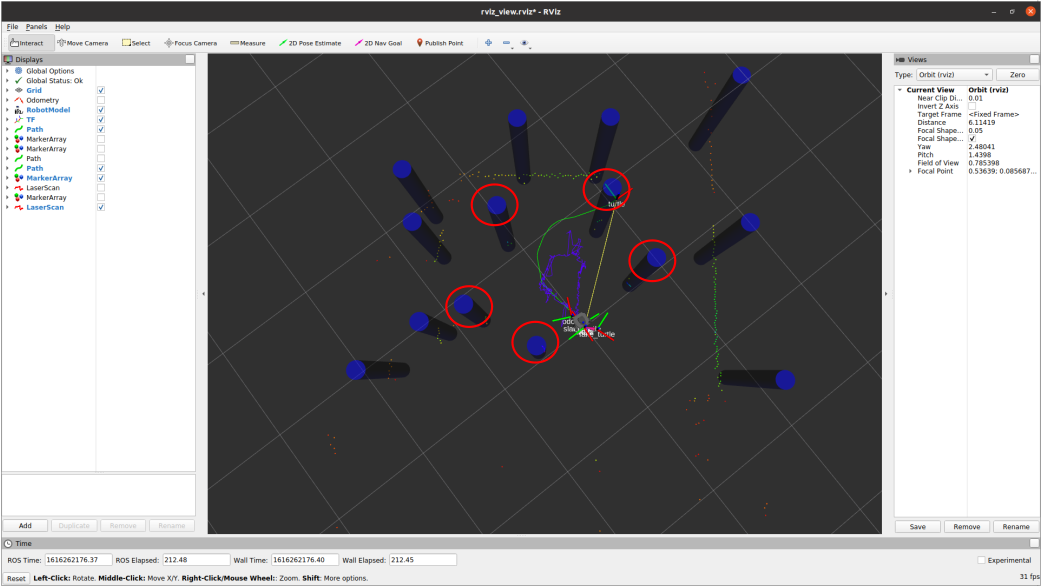 rviz_view.rviz* - RViz
File Panels Help
Interact Move Camera Select Focus Camera Measure 2D Pose Estimate 2D Nav Goal Publish Point
Displays
Global Options
Global Status: Ok
Grid
Odometry
RobotModel
TF
Path
MarkerArray
MarkerArray
Path
Path
MarkerArray
LaserScan
MarkerArray
LaserScan
Add Duplicate Remove Rename
Views
Type: Orbit (rviz) Zero
Current View Orbit (rviz)
Near Clip Di... 0.01
Invert Z Axis
Target Frame <Fixed Frame>
Distance 6.11419
Focal Shape... 0.05
Focal Shape...
Yaw 2.48041
Pitch 1.4398
Field of View 0.785398
Focal Point 0.53639; 0.085687...
Save Remove Rename
Time
ROS Time: 1616262176.37 ROS Elapsed: 212.48 Wall Time: 1616262176.40 Wall Elapsed: 212.45 Experimental
Reset Left-Click: Rotate. Middle-Click: Move X/Y. Right-Click/Mouse Wheel:: Zoom. Shift: More options. 31 fps